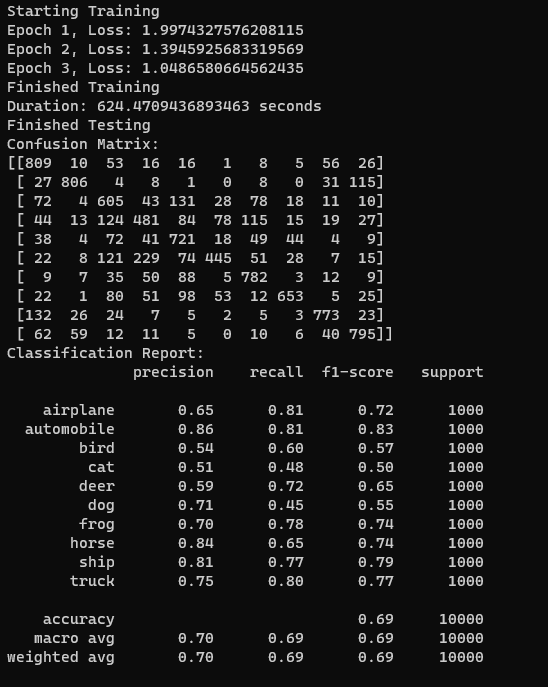 Starting Training
Epoch 1, Loss: 1.9974327576208115
Epoch 2, Loss: 1.3945925683319569
Epoch 3, Loss: 1.0486580664562435
Finished Training
Duration: 624.4709436893463 seconds
Finished Testing
Confusion Matrix:
[[809  10  53  16  16   1   8   5  56  26]
 [ 27 806   4   8   1   0   8   0  31 115]
 [ 72   4 605  43 131  28  78  18  11  10]
 [ 44  13 124 481  84  78 115  15  19  27]
 [ 38   4  72  41 721  18  49  44   4   9]
 [ 22   8 121 229  74 445  51  28   7  15]
 [  9   7  35  50  88   5 782   3  12   9]
 [ 22   1  80  51  98  53  12 653   5  25]
 [132  26  24   7   5   2   5   3 773  23]
 [ 62  59  12  11   5   0  10   6  40 795]]
Classification Report:
              precision    recall  f1-score   support
    airplane       0.65      0.81      0.72      1000
  automobile       0.86      0.81      0.83      1000
        bird       0.54      0.60      0.57      1000
         cat       0.51      0.48      0.50      1000
        deer       0.59      0.72      0.65      1000
         dog       0.71      0.45      0.55      1000
        frog       0.70      0.78      0.74      1000
       horse       0.84      0.65      0.74      1000
        ship       0.81      0.77      0.79      1000
       truck       0.75      0.80      0.77      1000
    accuracy                           0.69     10000
   macro avg       0.70      0.69      0.69     10000
weighted avg       0.70      0.69      0.69     10000